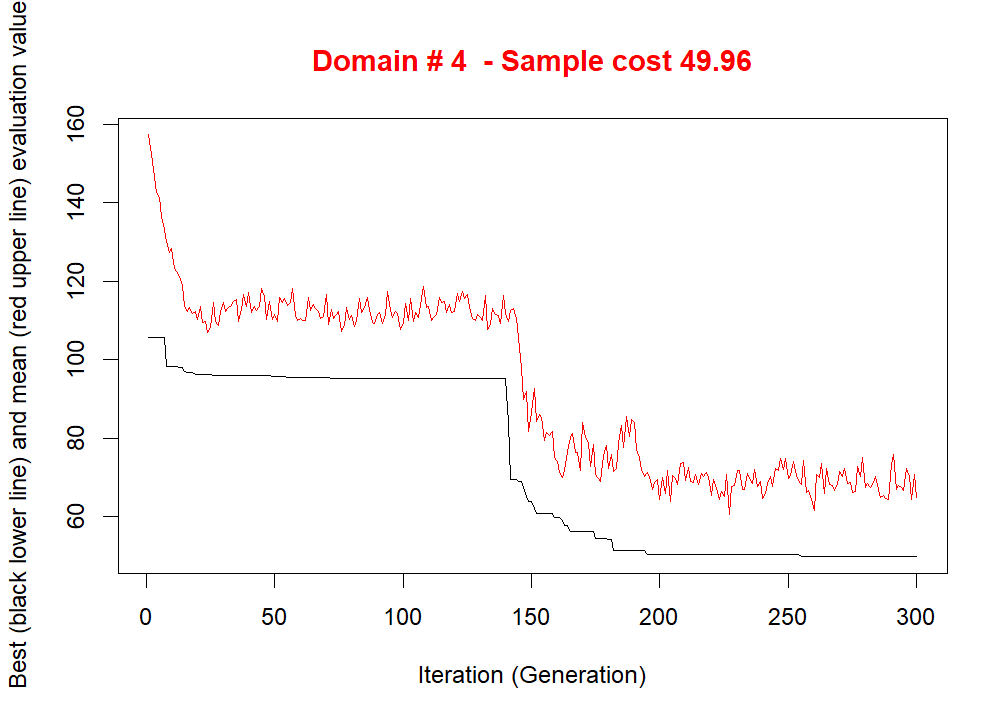 Domain # 4  - Sample cost 49.96
Best (black lower line) and mean (red upper line) evaluation value
160
140
120
100
80
60
0 50 100 150 200 250 300
Iteration (Generation)